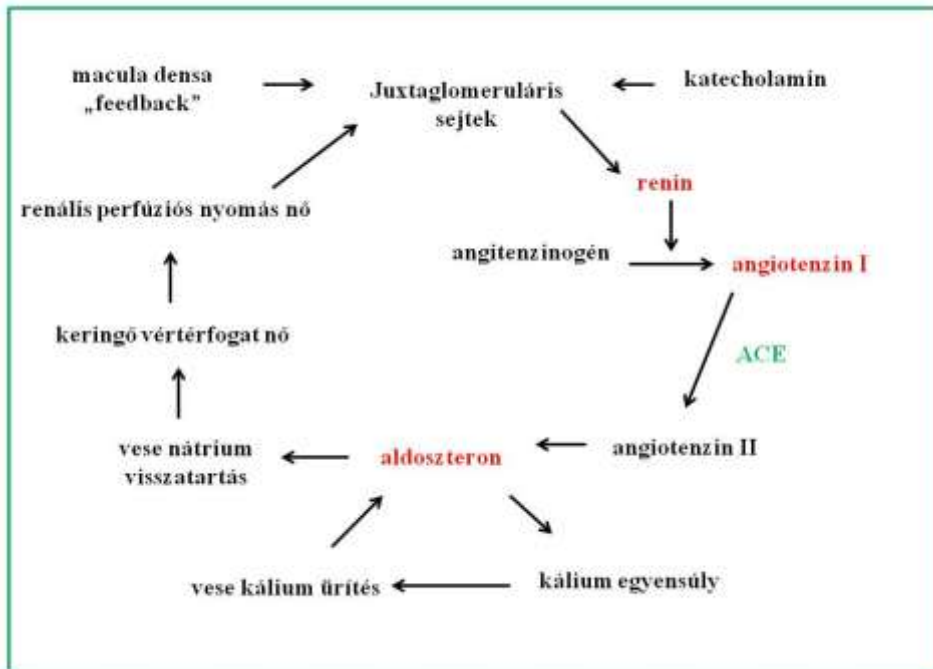 macula densa
„feedback”
Juxtaglomeruláris
sejtek
katecholamin
renin
renális perfúziós nyomás nő
angitenzinogén
angiotenzin I
keringő vértérfogat nő
ACE
vese nátrium
visszatartás
aldoszteron
angiotenzin II
vese kálium ürítés
kálium egyensúly